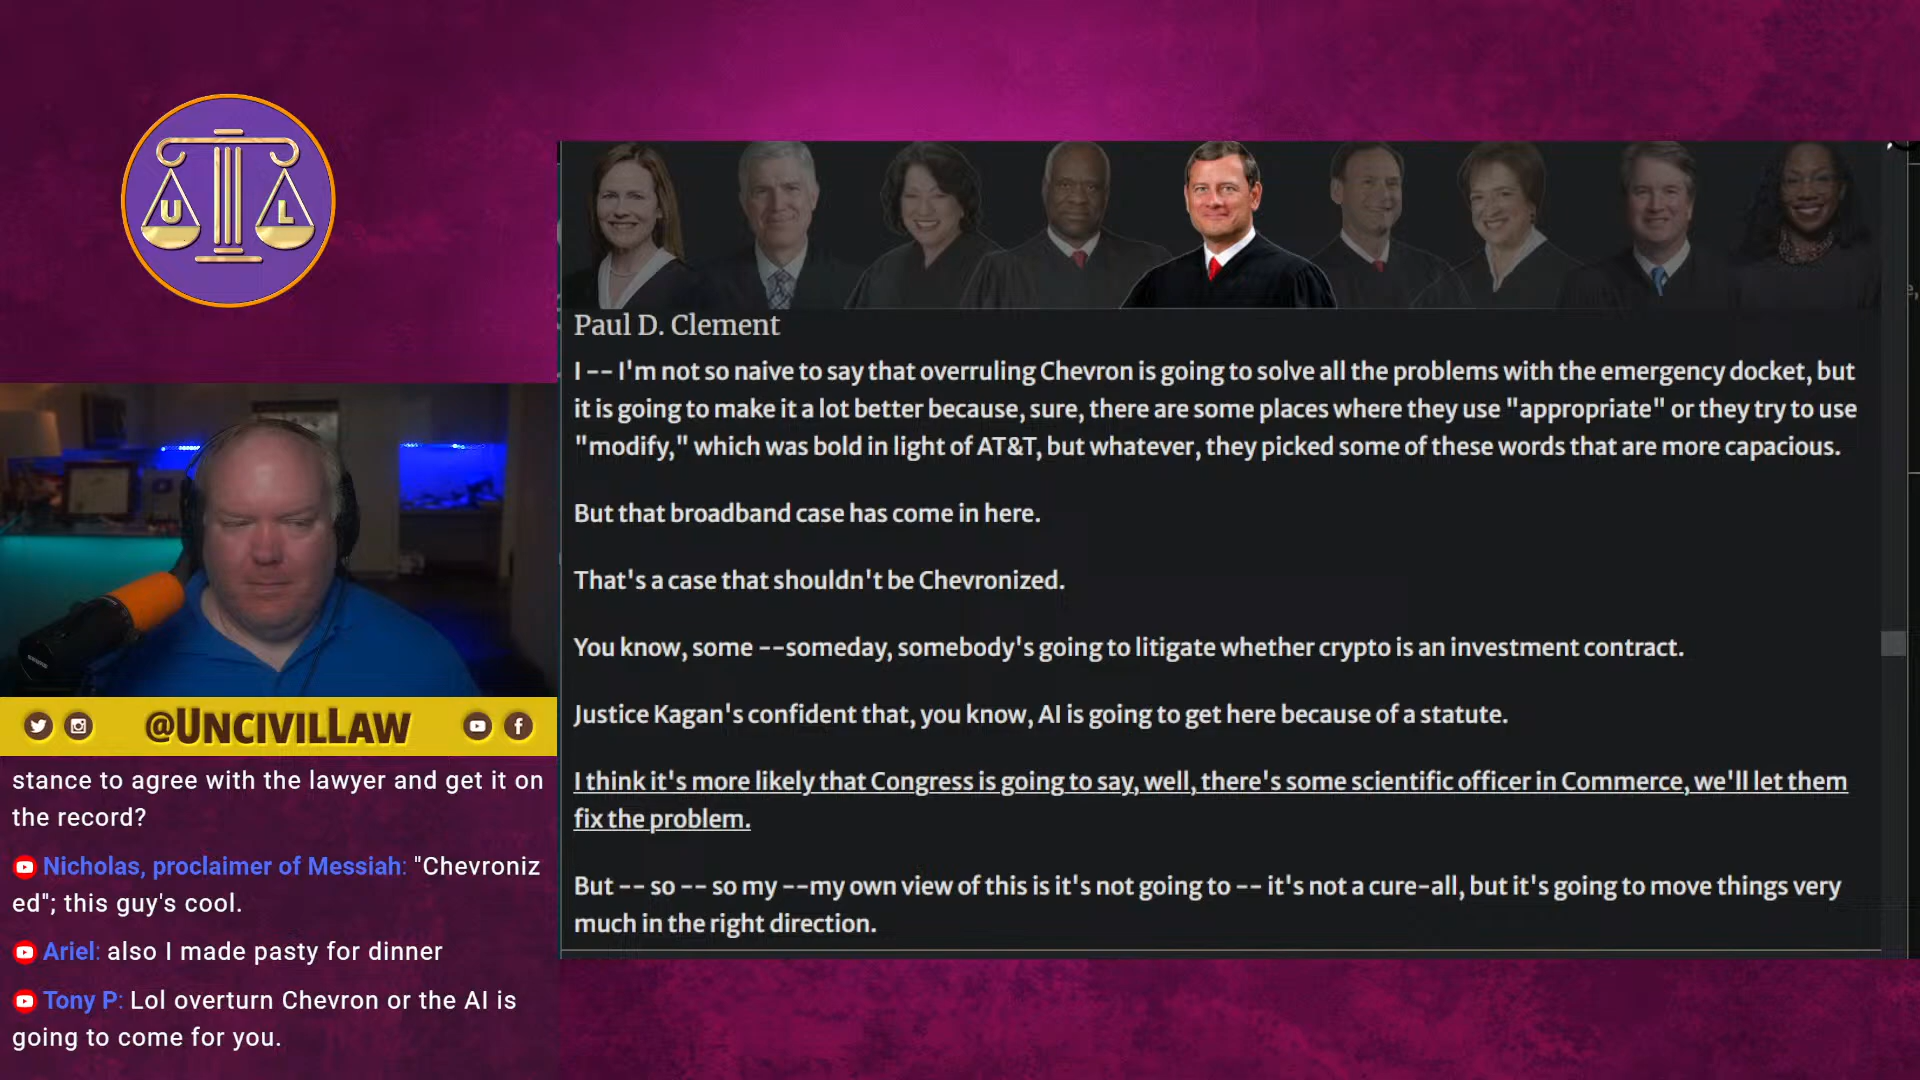 U L
Paul D. Clement
I -- I'm not so naive to say that overruling Chevron is going to solve all the problems with the emergency docket, but
it is going to make it a lot better because, sure, there are some places where they use "appropriate" or they try to use
"modify," which was bold in light of AT&T, but whatever, they picked some of these words that are more capacious.
But that broadband case has come in here.
That's a case that shouldn't be Chevronized.
You know, some --someday, somebody's going to litigate whether crypto is an investment contract.
Justice Kagan's confident that, you know, AI is going to get here because of a statute.
I think it's more likely that Congress is going to say, well, there's some scientific officer in Commerce, we'll let them
fix the problem.
But -- so -- so my --my own view of this is it's not going to -- it's not a cure-all, but it's going to move things very
much in the right direction.
@UNCIVILLAW
stance to agree with the lawyer and get it on
the record?
Nicholas, proclaimer of Messiah: "Chevroniz
ed"; this guy's cool.
Ariel: also I made pasty for dinner
Tony P: Lol overturn Chevron or the AI is
going to come for you.